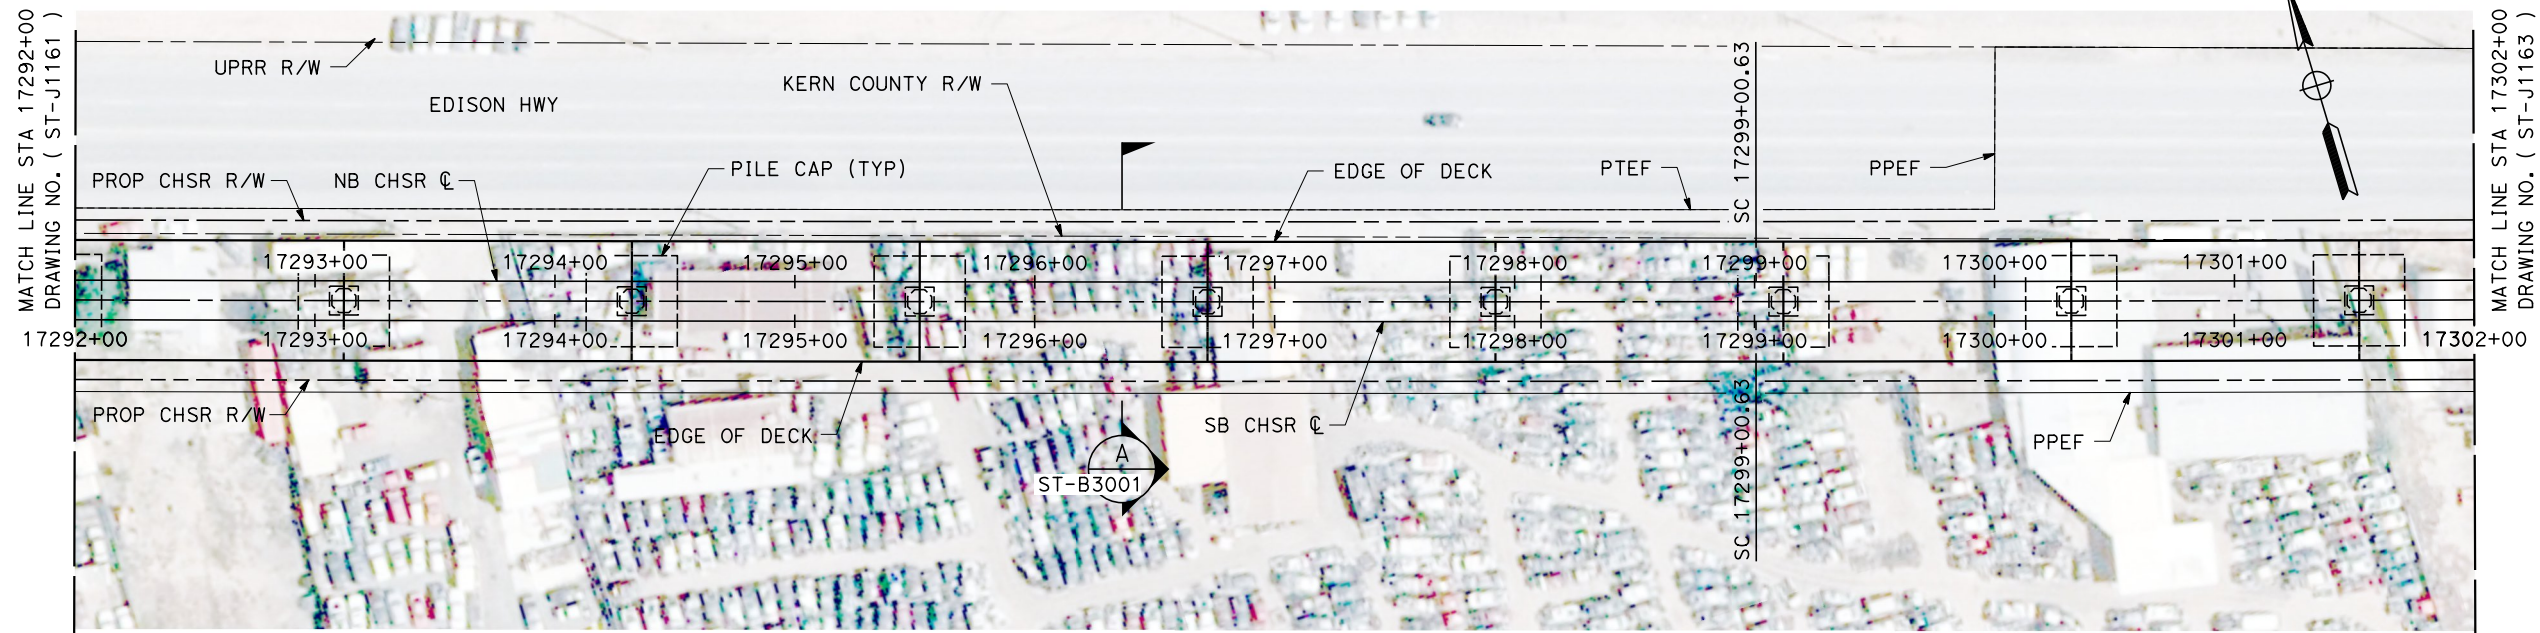 MATCH LINE STA 17292+00
DRAWING NO. ( ST-J1161 )
UPRR R/W
EDISON HWY
KERN COUNTY R/W
SC 17299+00.63
MATCH LINE STA 17302+00
DRAWING NO. ( ST-J1163 )
PROP CHSR R/W
NB CHSR ℄
PILE CAP (TYP)
EDGE OF DECK
PTEF
PPEF
17293+00
17294+00
17295+00
17296+00
17297+00
17298+00
17299+00
17300+00
17301+00
17292+00
17293+00
17294+00
17295+00
17296+00
17297+00
17298+00
17299+00
17300+00
17301+00
17302+00
PROP CHSR R/W
EDGE OF DECK
A
ST-B3001
SB CHSR ℄
SC 17299+00.63
PPEF